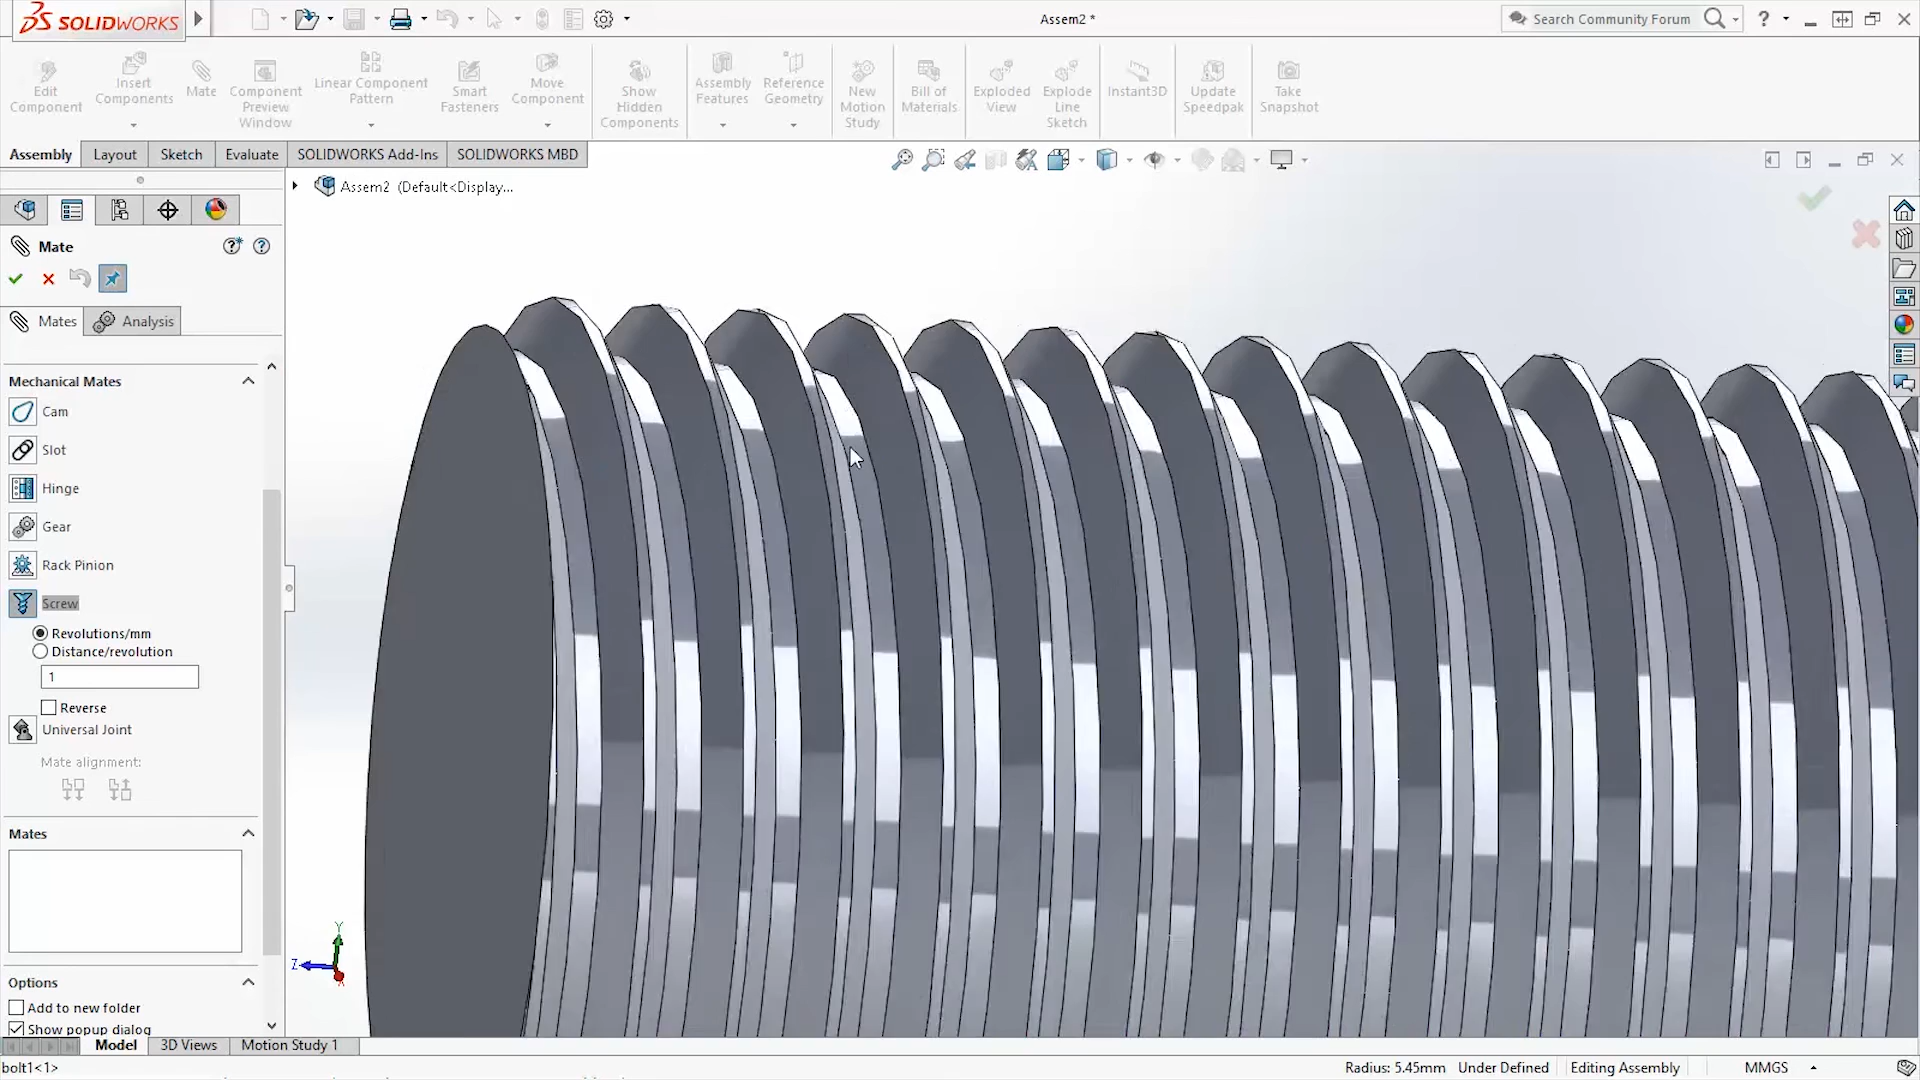 SOLIDWORKS
Assem2 *
Search Community Forum
?
Edit Component
Insert Components
Mate
Component Preview Window
Linear Component Pattern
Smart Fasteners
Move Component
Show Hidden Components
Assembly Features
Reference Geometry
New Motion Study
Bill of Materials
Exploded View
Explode Line Sketch
Instant3D
Update Speedpak
Take Snapshot
Assembly
Layout
Sketch
Evaluate
SOLIDWORKS Add-Ins
SOLIDWORKS MBD
Assem2 (Default<Display...
Mate
Mates
Analysis
Mechanical Mates
Cam
Slot
Hinge
Gear
Rack Pinion
Screw
Revolutions/mm
Distance/revolution
1
Reverse
Universal Joint
Mate alignment:
Mates
Options
Add to new folder
Show popup dialog
Y
Z
X
Model
3D Views
Motion Study 1
bolt1<1>
Radius: 5.45mm
Under Defined
Editing Assembly
MMGS